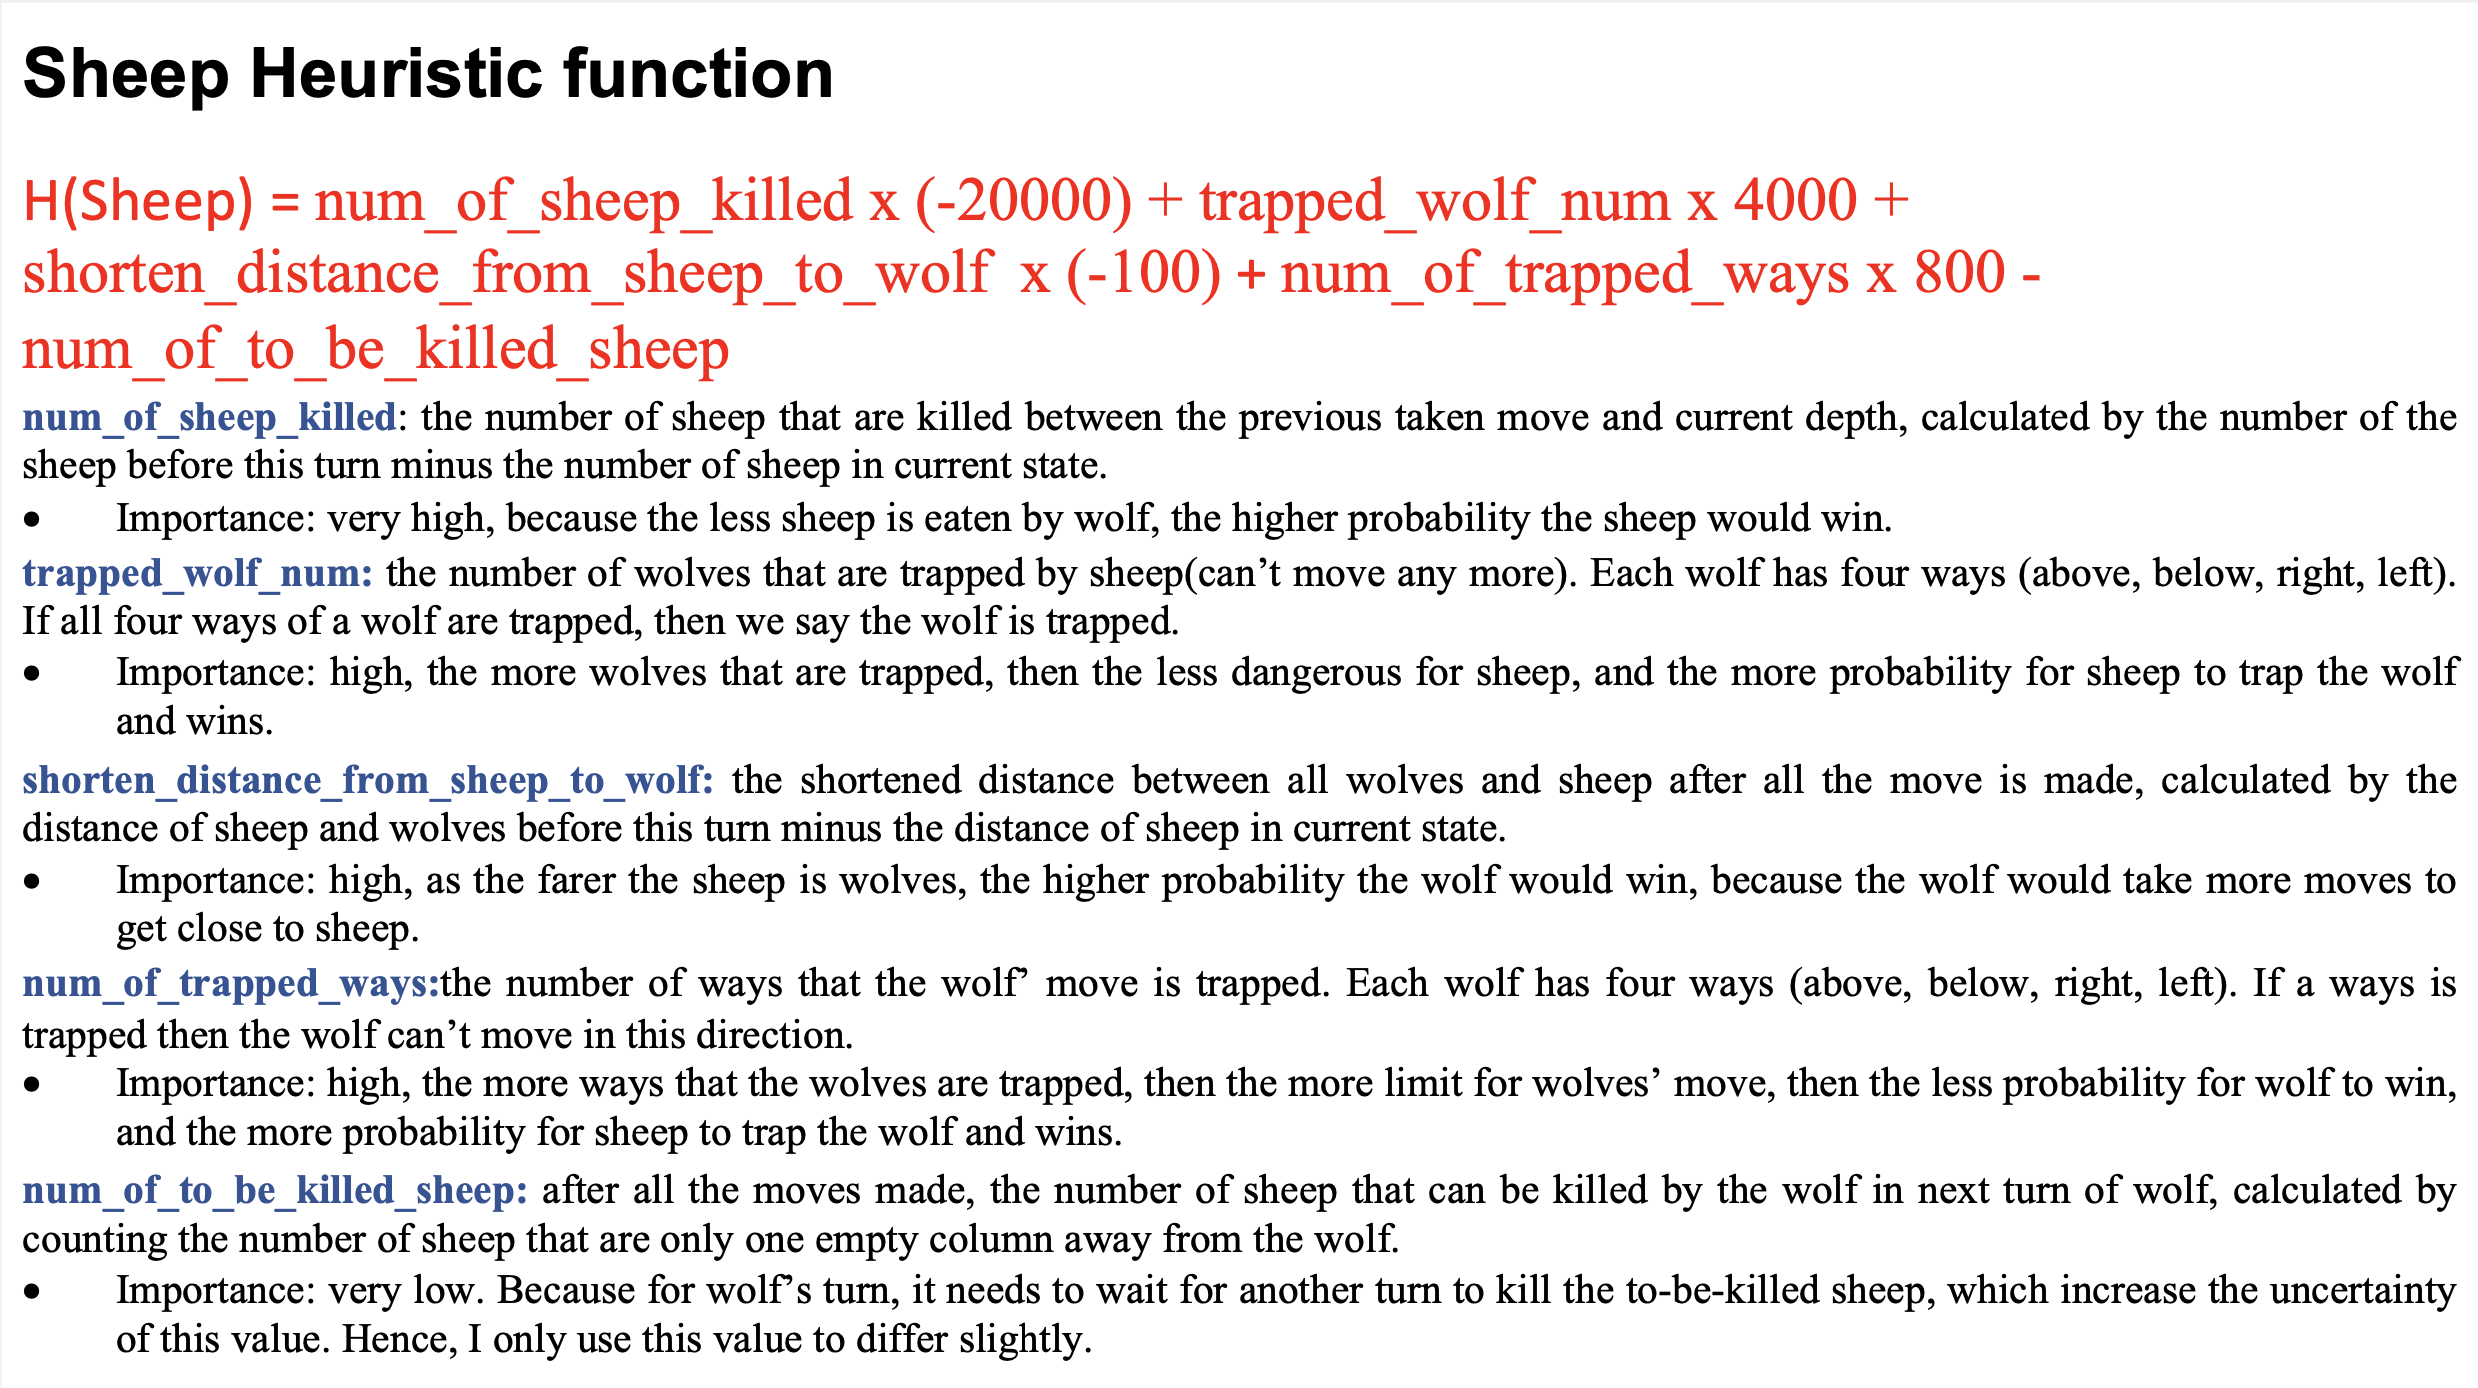 Sheep Heuristic function
H(Sheep) = num_of_sheep_killed x (-20000) + trapped_wolf_num x 4000 +
shorten_distance_from_sheep_to_wolf x (-100) + num_of_trapped_ways x 800 -
num_of_to_be_killed_sheep
num_of_sheep_killed: the number of sheep that are killed between the previous taken move and current depth, calculated by the number of the
sheep before this turn minus the number of sheep in current state.
• Importance: very high, because the less sheep is eaten by wolf, the higher probability the sheep would win.
trapped_wolf_num: the number of wolves that are trapped by sheep(can’t move any more). Each wolf has four ways (above, below, right, left).
If all four ways of a wolf are trapped, then we say the wolf is trapped.
• Importance: high, the more wolves that are trapped, then the less dangerous for sheep, and the more probability for sheep to trap the wolf
and wins.
shorten_distance_from_sheep_to_wolf: the shortened distance between all wolves and sheep after all the move is made, calculated by the
distance of sheep and wolves before this turn minus the distance of sheep in current state.
• Importance: high, as the farer the sheep is wolves, the higher probability the wolf would win, because the wolf would take more moves to
get close to sheep.
num_of_trapped_ways:the number of ways that the wolf’ move is trapped. Each wolf has four ways (above, below, right, left). If a ways is
trapped then the wolf can’t move in this direction.
• Importance: high, the more ways that the wolves are trapped, then the more limit for wolves’ move, then the less probability for wolf to win,
and the more probability for sheep to trap the wolf and wins.
num_of_to_be_killed_sheep: after all the moves made, the number of sheep that can be killed by the wolf in next turn of wolf, calculated by
counting the number of sheep that are only one empty column away from the wolf.
• Importance: very low. Because for wolf’s turn, it needs to wait for another turn to kill the to-be-killed sheep, which increase the uncertainty
of this value. Hence, I only use this value to differ slightly.